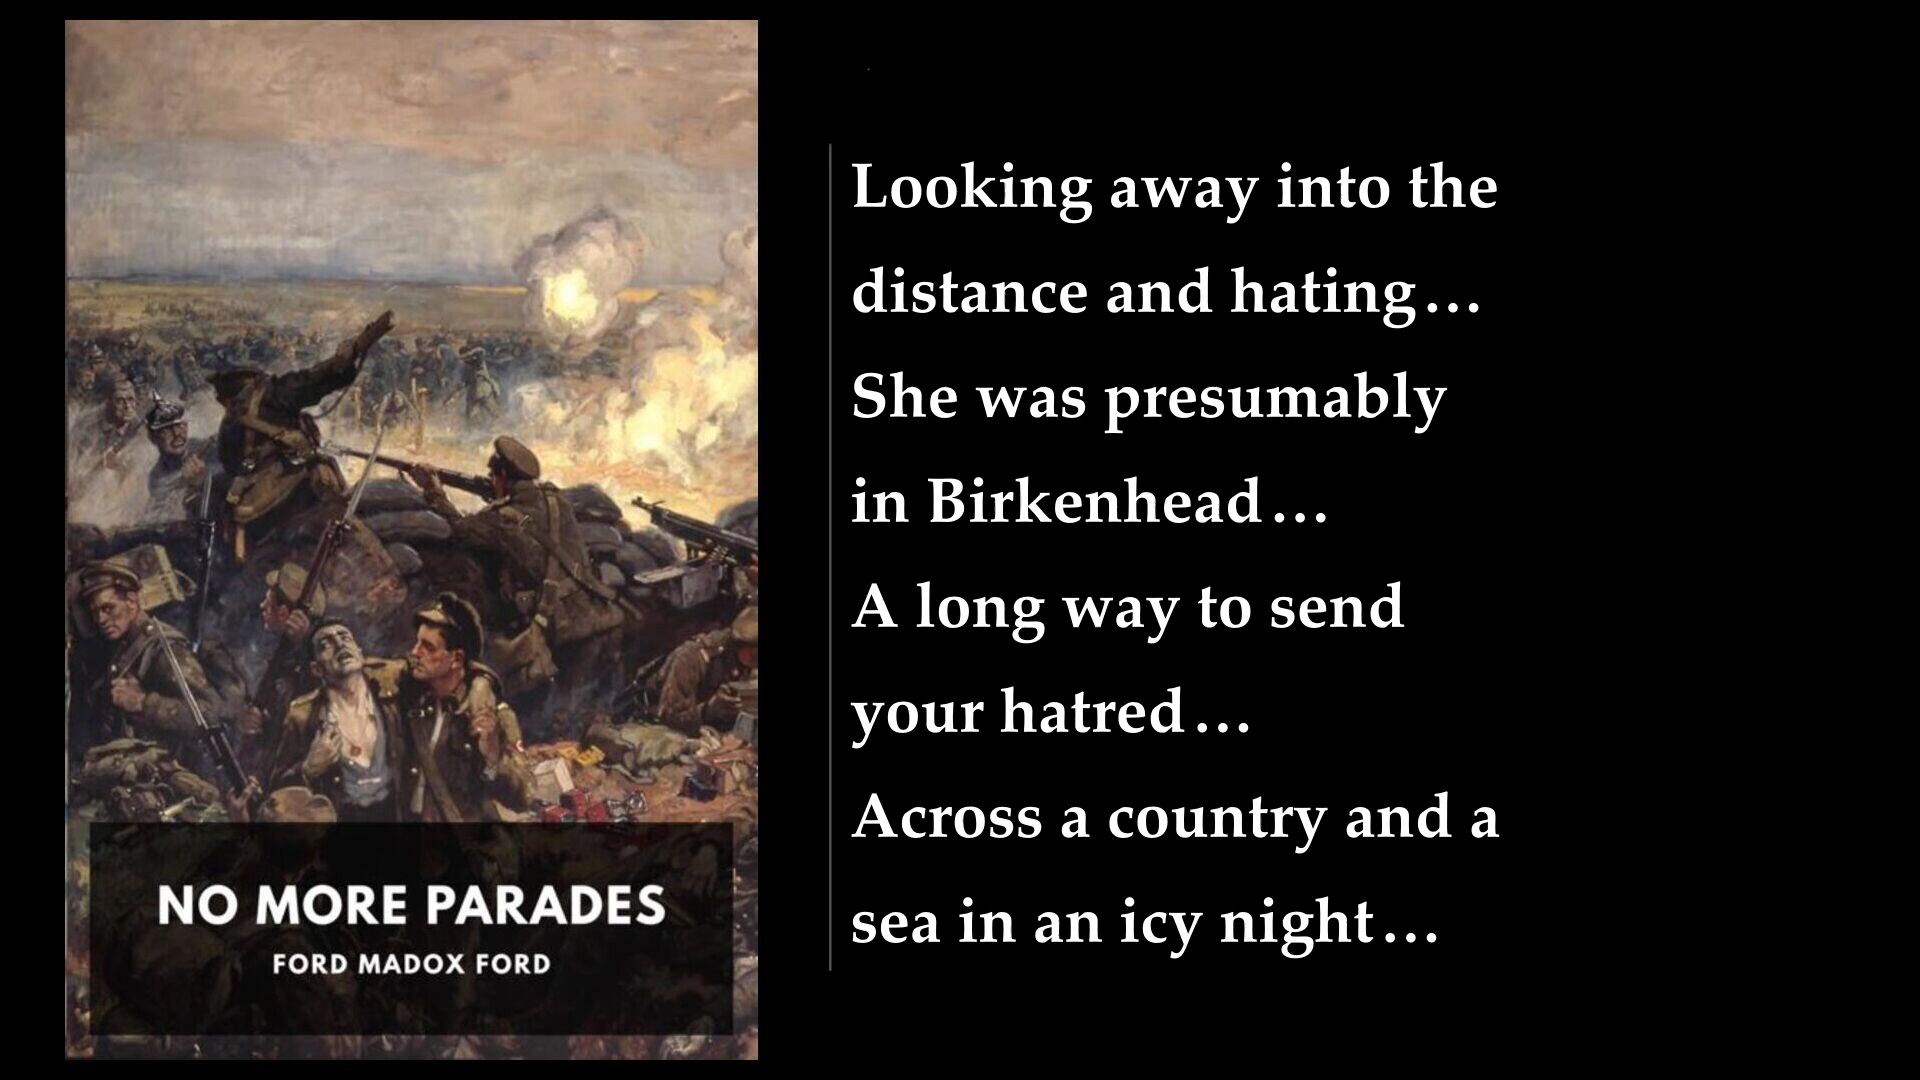 NO MORE PARADES
FORD MADOX FORD
Looking away into the
distance and hating…
She was presumably
in Birkenhead…
A long way to send
your hatred…
Across a country and a
sea in an icy night…